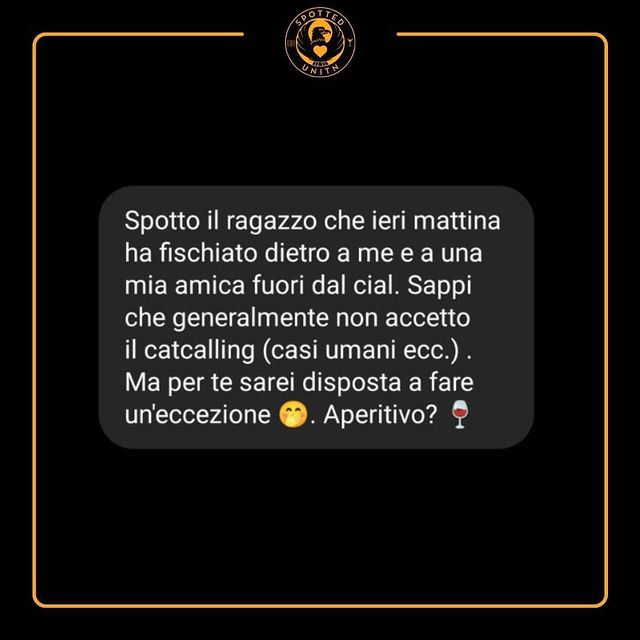 SPOTTED
UNITN
Spotto il ragazzo che ieri mattina
ha fischiato dietro a me e a una
mia amica fuori dal cial. Sappi
che generalmente non accetto
il catcalling (casi umani ecc.) .
Ma per te sarei disposta a fare
un'eccezione 🤭. Aperitivo? 🍷